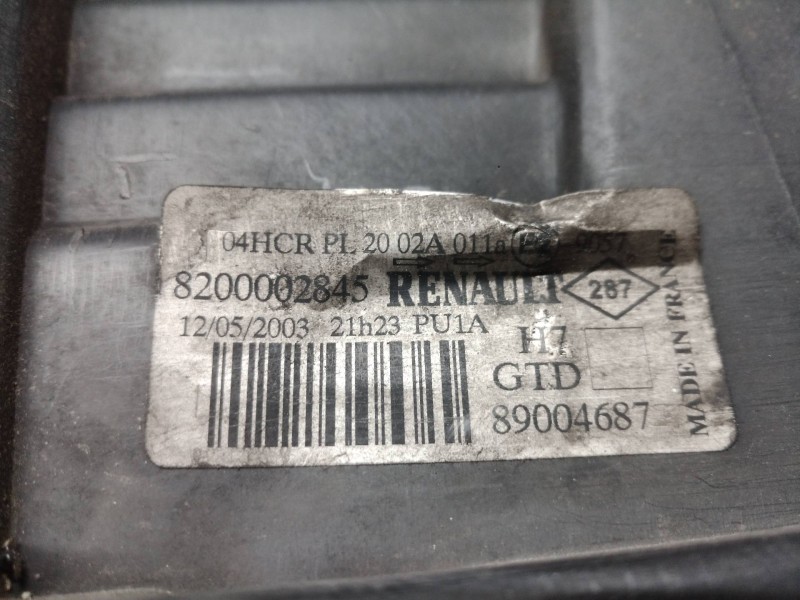 04HCR PL 20 02A 011a
8200002845 RENAULT 287
12/05/2003 21h23 PU1A H7
GTD
89004687
MADE IN FRANCE